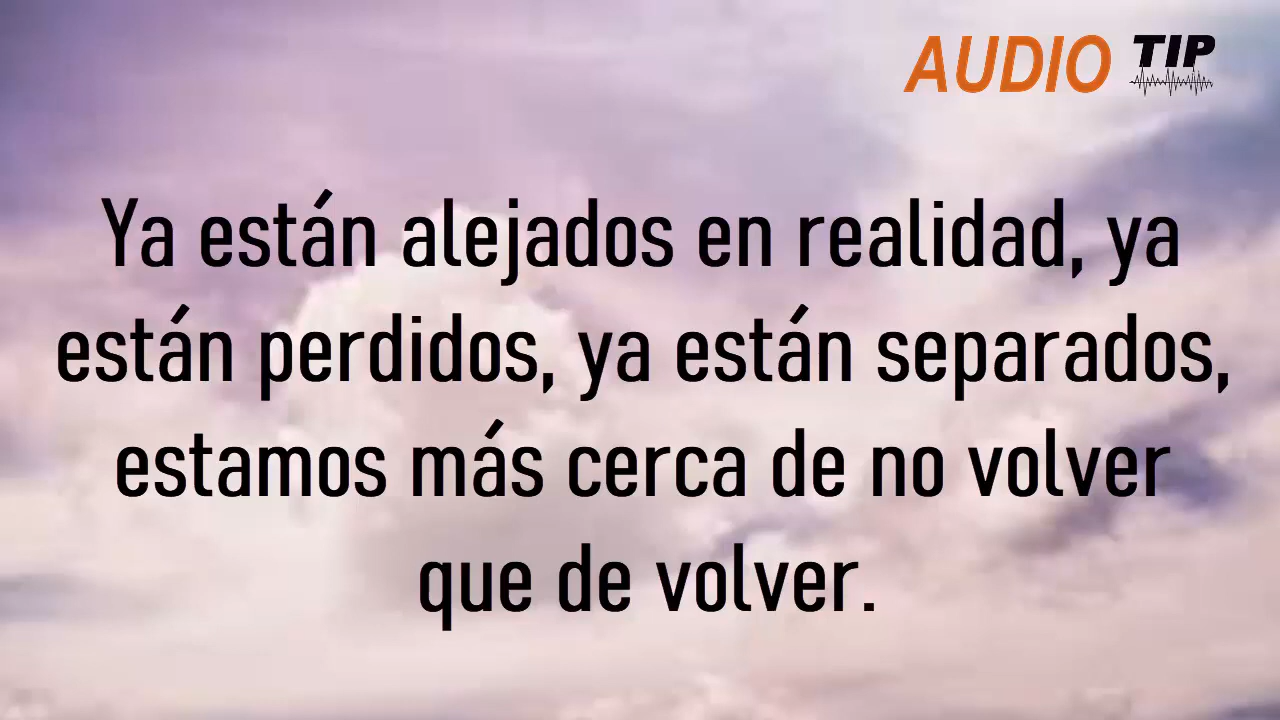 AUDIO TIP
Ya están alejados en realidad, ya
están perdidos, ya están separados,
estamos más cerca de no volver
que de volver.